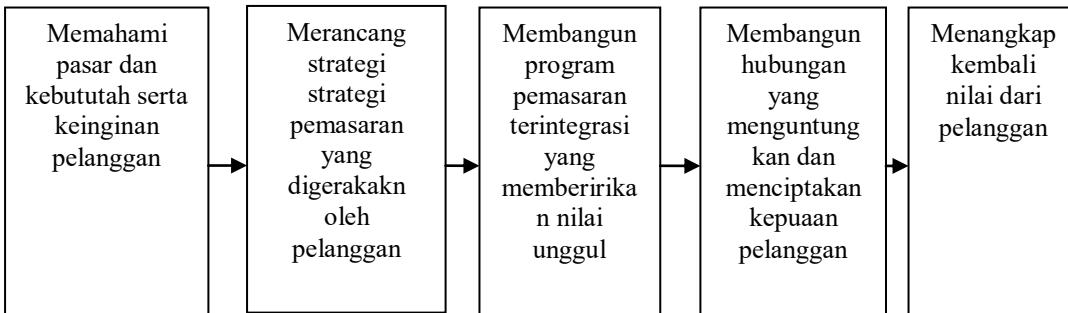 Memahami
pasar dan
kebututah serta
keinginan
pelanggan
Merancang
strategi
strategi
pemasaran
yang
digerakakn
oleh
pelanggan
Membangun
program
pemasaran
terintegrasi
yang
memberirika
n nilai
unggul
Membangun
hubungan
yang
menguntung
kan dan
menciptakan
kepuaan
pelanggan
Menangkap
kembali
nilai dari
pelanggan